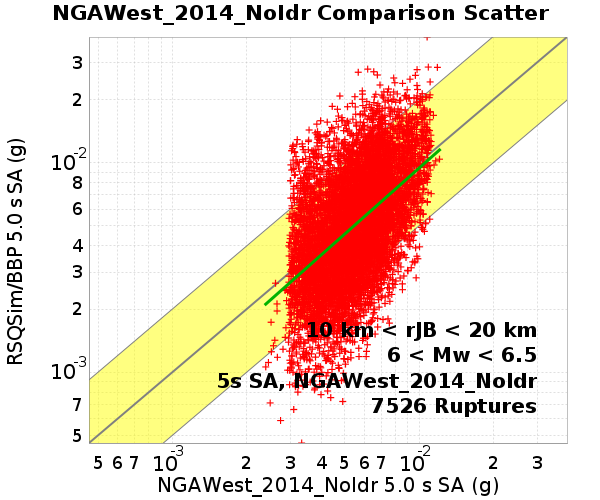 NGAWest_2014_NoIdr Comparison Scatter
RSQSim/BBP 5.0 s SA (g)
3
2
10-2
8
6
4
3
2
10-3
7
5
10 km < rJB < 20 km
6 < Mw < 6.5
5s SA, NGAWest_2014_NoIdr
7526 Ruptures
5 6 7 10-3 2 3 4 5 6 7 10-2 2 3
NGAWest_2014_NoIdr 5.0 s SA (g)